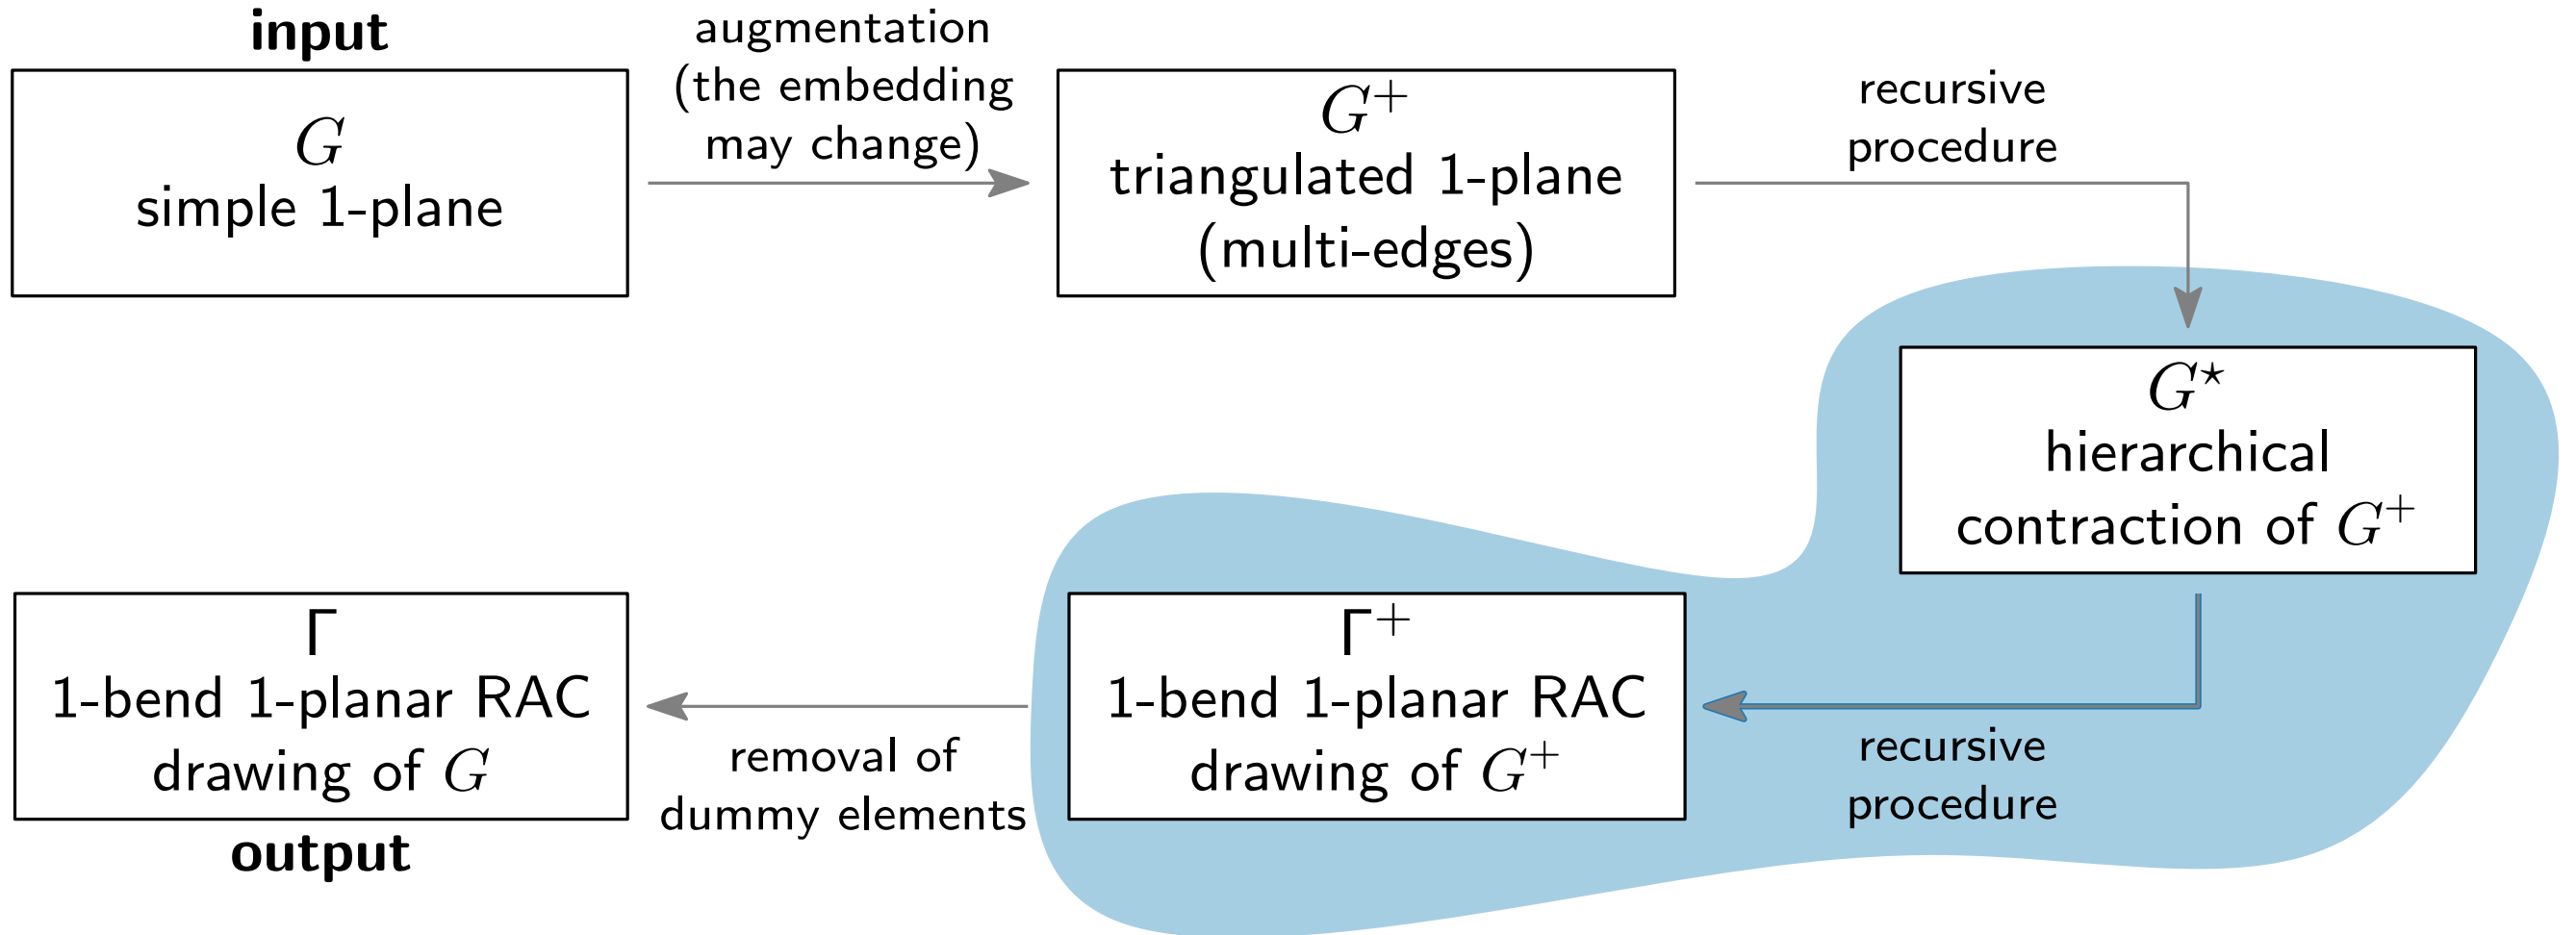 input
G
simple 1-plane
augmentation
(the embedding
may change)
G⁺
triangulated 1-plane
(multi-edges)
recursive
procedure
G⋆
hierarchical
contraction of G⁺
recursive
procedure
Γ⁺
1-bend 1-planar RAC
drawing of G⁺
removal of
dummy elements
Γ
1-bend 1-planar RAC
drawing of G
output